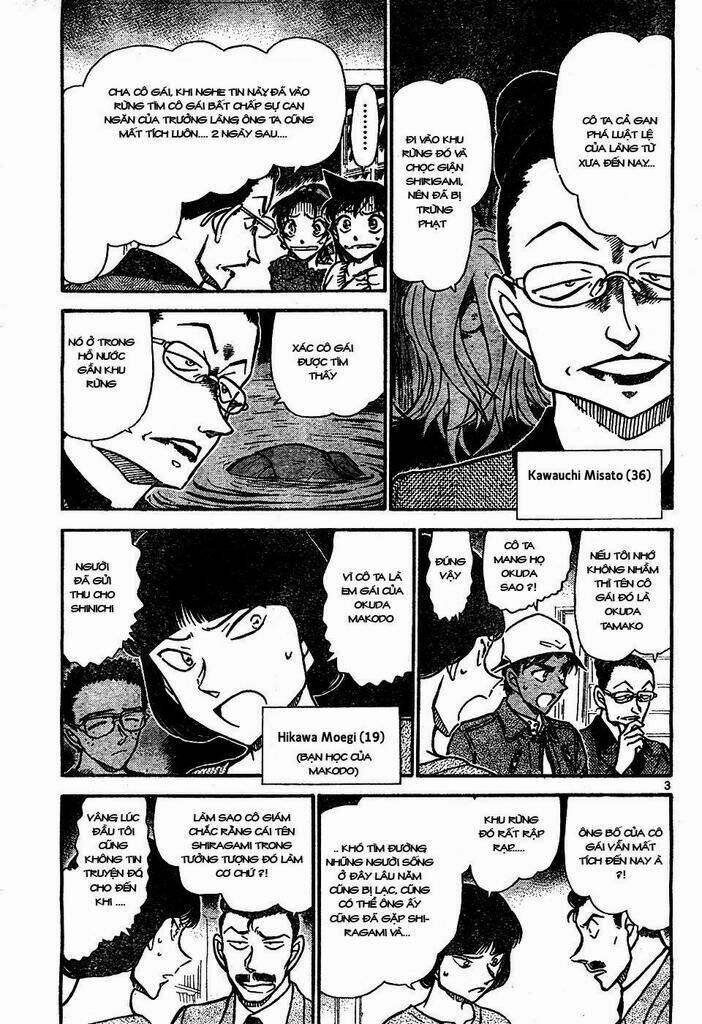 CÔ TA CẢ GAN
PHÁ LUẬT LỆ
CỦA LÀNG TỪ
XƯA ĐẾN NAY...
ĐI VÀO KHU
RỪNG ĐÓ VÀ
CHỌC GIẬN
SHIRIGAMI,
NÊN ĐÃ BỊ
TRỪNG
PHẠT
Kawauchi Misato (36)
CHA CÔ GÁI, KHI NGHE TIN NÀY ĐÃ VÀO
RỪNG TÌM CÔ GÁI BẤT CHẤP SỰ CAN
NGĂN CỦA TRƯỞNG LÀNG ÔNG TA CŨNG
MẤT TÍCH LUÔN.... 2 NGÀY SAU....
........
XÁC CÔ GÁI
ĐƯỢC TÌM
THẤY
NÓ Ở TRONG
HỒ NƯỚC
GẦN KHU
RỪNG
NẾU TÔI NHỚ
KHÔNG NHẦM
THÌ TÊN CÔ
GÁI ĐÓ LÀ
OKUDA
TAMAKO
CÔ TA
MANG HỌ
OKUDA
SAO ?!
ĐÚNG
VẬY
VÌ CÔ TA LÀ
EM GÁI CỦA
OKUDA
MAKODO
NGƯỜI
ĐÃ GỬI
THU CHO
SHINICHI
Hikawa Moegi (19)
(BẠN HỌC CỦA
MAKODO)
3
ÔNG BỐ CỦA CÔ
GÁI VẪN MẤT
TÍCH ĐẾN NAY À
?!
KHU RỪNG
ĐÓ RẤT RẬP
RẠP....
.. KHÓ TÌM ĐƯỜNG
NHỮNG NGƯỜI SỐNG
Ở ĐÂY LÂU NĂM
CŨNG BỊ LẠC, CŨNG
CÓ THỂ ÔNG ẤY
CŨNG ĐÃ GẶP SHI-
RAGAMI VÀ...
LÀM SAO CÔ GIÁM
CHẮC RẰNG CÁI TÊN
SHIRAGAMI TRONG
TƯỞNG TƯỢNG ĐÓ LÀM
CƠ CHỨ ?!
VÂNG LÚC
ĐẦU TÔI
CŨNG
KHÔNG TIN
TRUYỆN ĐÓ
CHO ĐẾN
KHI ....